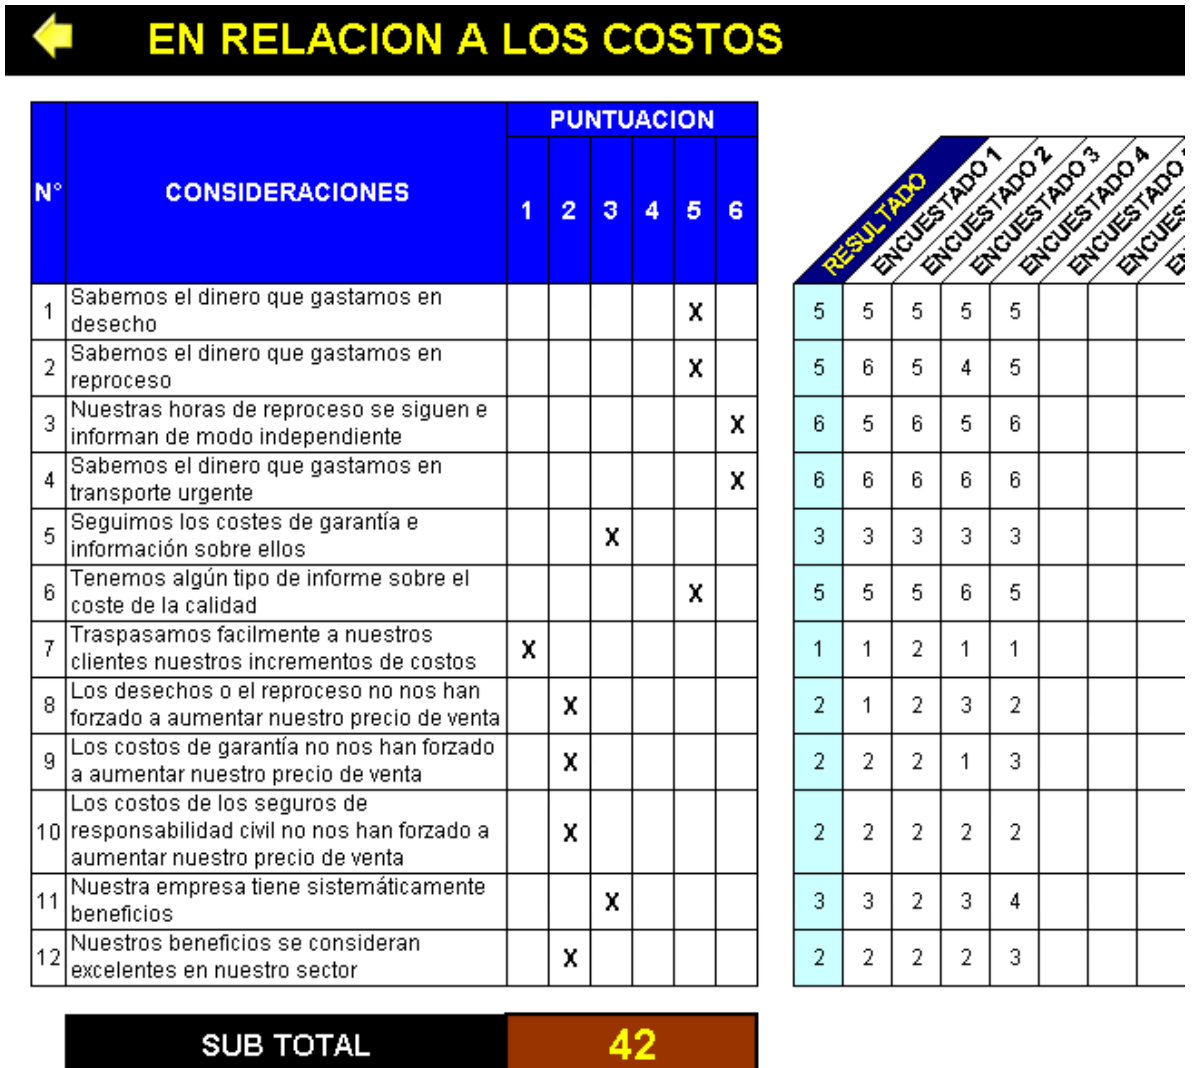 EN RELACION A LOS COSTOS
PUNTUACION
N° CONSIDERACIONES 1 2 3 4 5 6
RESULTADO
ENCUESTADO 1
ENCUESTADO 2
ENCUESTADO 3
ENCUESTADO 4
1 Sabemos el dinero que gastamos en
desecho X 5 5 5 5 5
2 Sabemos el dinero que gastamos en
reproceso X 5 6 5 4 5
3 Nuestras horas de reproceso se siguen e
informan de modo independiente X 6 5 6 5 6
4 Sabemos el dinero que gastamos en
transporte urgente X 6 6 6 6 6
5 Seguimos los costes de garantía e
información sobre ellos X 3 3 3 3 3
6 Tenemos algún tipo de informe sobre el
coste de la calidad X 5 5 5 6 5
7 Traspasamos facilmente a nuestros
clientes nuestros incrementos de costos X 1 1 2 1 1
8 Los desechos o el reproceso no nos han
forzado a aumentar nuestro precio de venta X 2 1 2 3 2
9 Los costos de garantía no nos han forzado
a aumentar nuestro precio de venta X 2 2 2 1 3
10 Los costos de los seguros de
responsabilidad civil no nos han forzado a
aumentar nuestro precio de venta X 2 2 2 2 2
11 Nuestra empresa tiene sistemáticamente
beneficios X 3 3 2 3 4
12 Nuestros beneficios se consideran
excelentes en nuestro sector X 2 2 2 2 3
SUB TOTAL 42